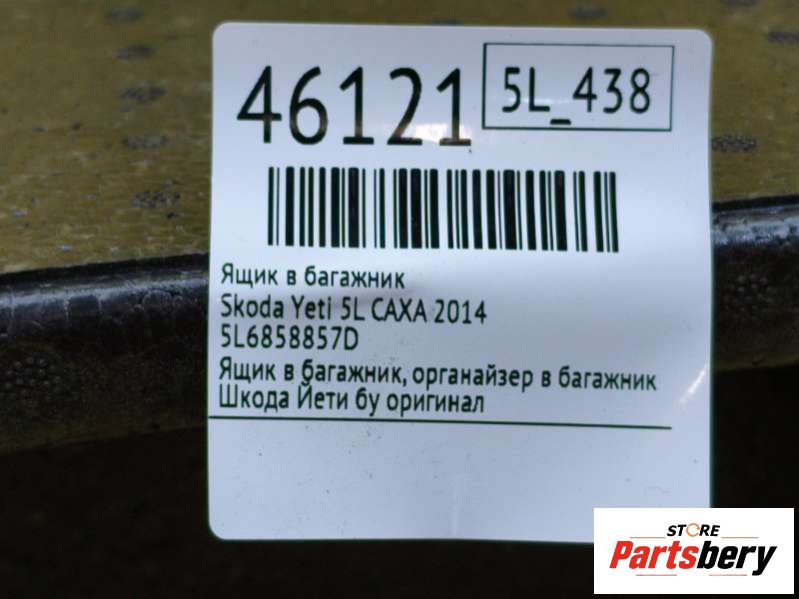 46121
5L_438
Ящик в багажник
Skoda Yeti 5L CAXA 2014
5L6858857D
Ящик в багажник, органайзер в багажник
Шкода Йети бу оригинал
STORE
Partsbery